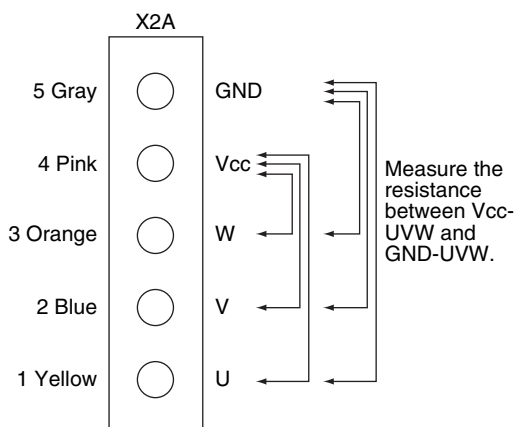 X2A
5 Gray GND
4 Pink Vcc
3 Orange W
2 Blue V
1 Yellow U
Measure the
resistance
between Vcc-
UVW and
GND-UVW.